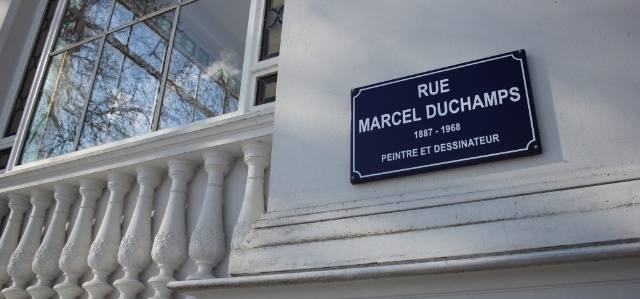 RUE
MARCEL DUCHAMPS
1887 - 1968
PEINTRE ET DESSINATEUR